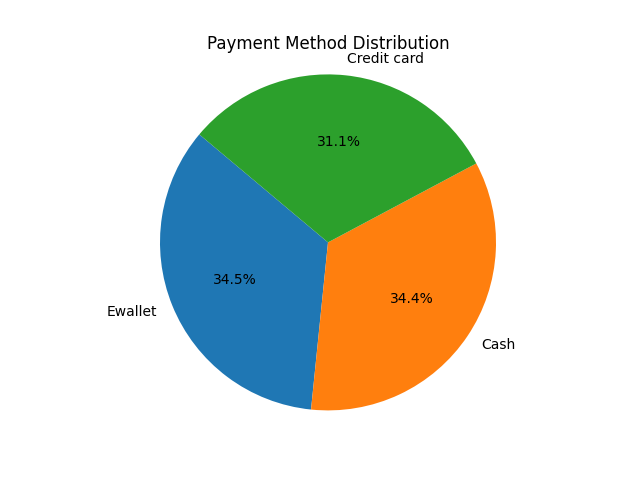 Payment Method Distribution
Credit card
31.1%
34.5%
34.4%
Ewallet
Cash